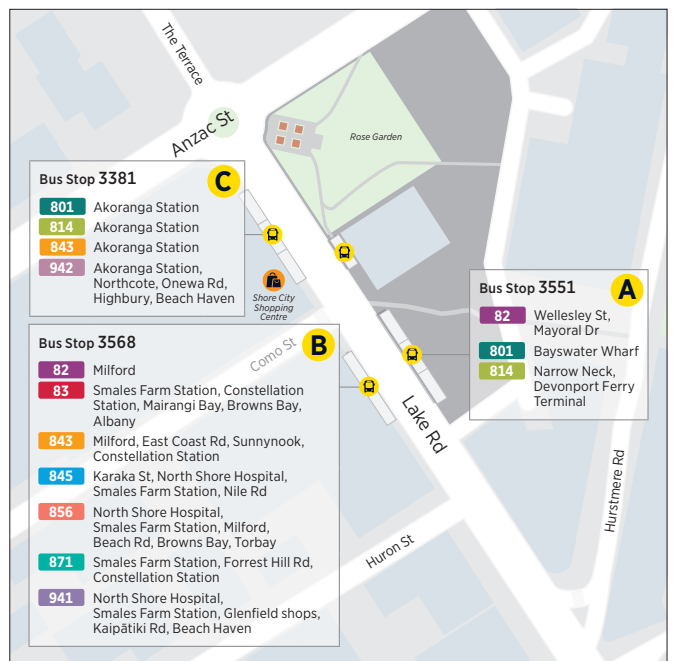 The Terrace
Anzac St
Rose Garden
Bus Stop 3381
C
801 Akoranga Station
814 Akoranga Station
843 Akoranga Station
942 Akoranga Station,
Northcote, Onewa Rd,
Highbury, Beach Haven
Shore City
Shopping
Centre
Bus Stop 3551
A
82 Wellesley St,
Mayoral Dr
801 Bayswater Wharf
814 Narrow Neck,
Devonport Ferry
Terminal
Como St
Bus Stop 3568
B
82 Milford
83 Smales Farm Station, Constellation
Station, Mairangi Bay, Browns Bay,
Albany
843 Milford, East Coast Rd, Sunnynook,
Constellation Station
845 Karaka St, North Shore Hospital,
Smales Farm Station, Nile Rd
856 North Shore Hospital,
Smales Farm Station, Milford,
Beach Rd, Browns Bay, Torbay
871 Smales Farm Station, Forrest Hill Rd,
Constellation Station
941 North Shore Hospital,
Smales Farm Station, Glenfield shops,
Kaipātiki Rd, Beach Haven
Lake Rd
Huron St
Hurstmere Rd